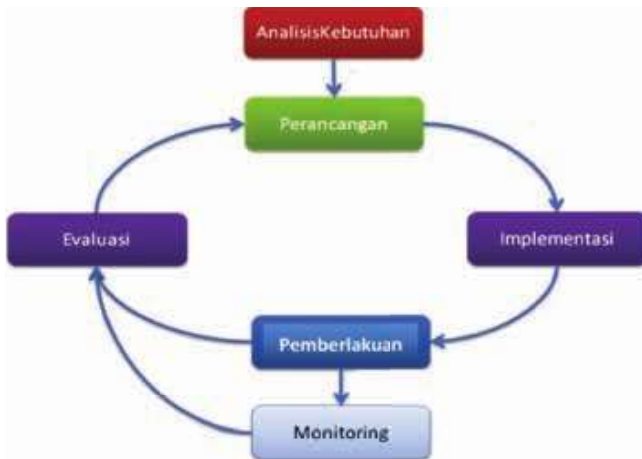 AnalisisKebutuhan
Perancangan
Evaluasi
Implementasi
Pemberlakuan
Monitoring